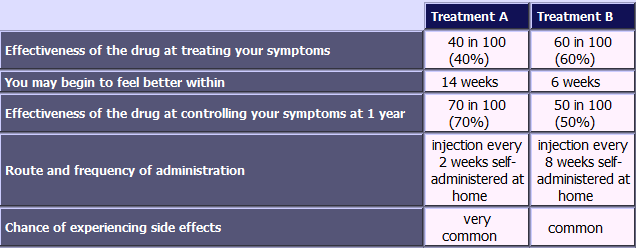 Treatment A Treatment B
Effectiveness of the drug at treating your symptoms
40 in 100
(40%)
60 in 100
(60%)
You may begin to feel better within
14 weeks
6 weeks
Effectiveness of the drug at controlling your symptoms at 1 year
70 in 100
(70%)
50 in 100
(50%)
Route and frequency of administration
injection every
2 weeks self-
administered at
home
injection every
8 weeks self-
administered at
home
Chance of experiencing side effects
very
common
common